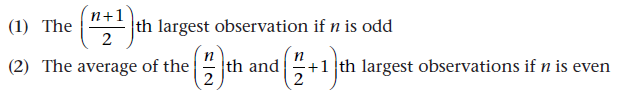 (1) The ((n+1)/2)th largest observation if n is odd
(2) The average of the (n/2)th and (n/2+1)th largest observations if n is even